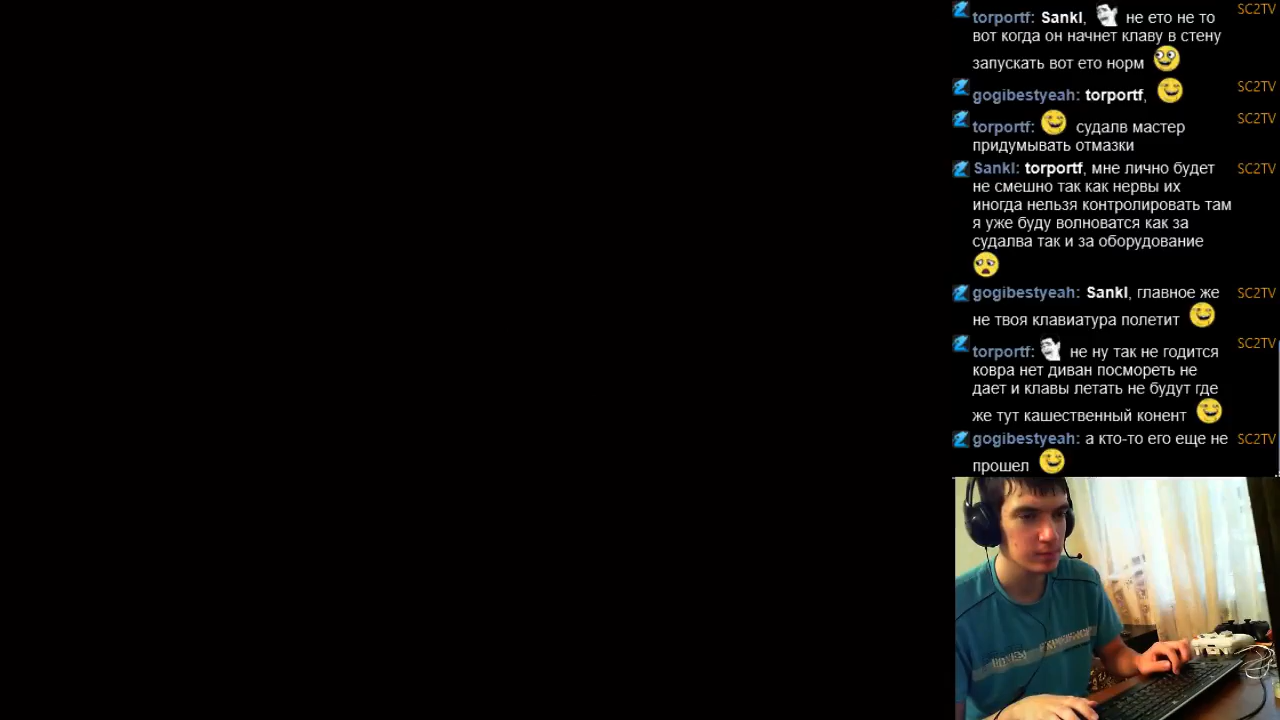 torportf: Sankl, не ето не то SC2TV
вот когда он начнет клаву в стену
запускать вот ето норм
gogibestyeah: torportf, SC2TV
torportf: судалв мастер SC2TV
придумывать отмазки
Sankl: torportf, мне лично будет SC2TV
не смешно так как нервы их
иногда нельзя контролировать там
я уже буду волноватся как за
судалва так и за оборудование
gogibestyeah: Sankl, главное же SC2TV
не твоя клавиатура полетит
torportf: не ну так не годится SC2TV
ковра нет диван посмореть не
дает и клавы летать не будут где
же тут кашественный конент
gogibestyeah: а кто-то его еще не SC2TV
прошел